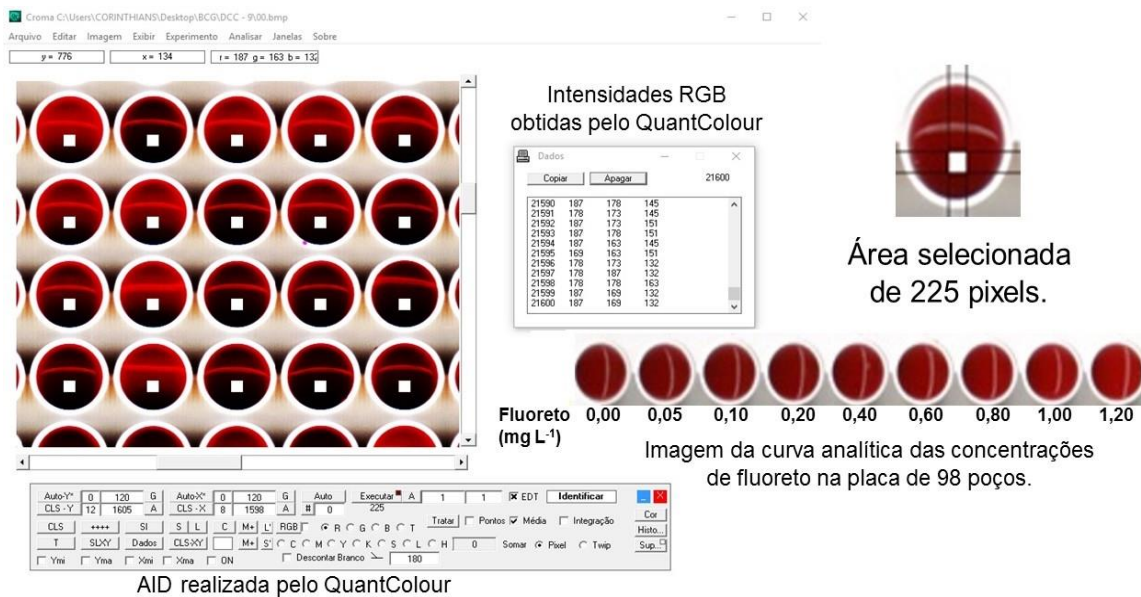 Croma C:\Users\CORINTHIANS\Desktop\BCG\DCC - 9\00.bmp
Arquivo Editar Imagem Exibir Experimento Analisar Janelas Sobre
y = 776 x = 134 r = 187 g = 163 b = 132
Intensidades RGB
obtidas pelo QuantColour
Dados
Copiar Apagar 21600
21590 187 178 145
21591 178 173 145
21592 187 173 151
21593 187 178 151
21594 187 163 145
21595 169 163 151
21596 178 173 132
21597 178 187 132
21598 178 178 163
21599 187 169 132
21600 187 169 132
Área selecionada
de 225 pixels.
Fluoreto 0,00 0,05 0,10 0,20 0,40 0,60 0,80 1,00 1,20
(mg L-1)
Imagem da curva analítica das concentrações
de fluoreto na placa de 98 poços.
Auto-Y* 0 120 G Auto-X* 0 120 G Auto Executar A 1 1 EDT Identificar
CLS - Y 12 1605 A CLS - X 8 1598 A # 0 225
CLS ++++ SI S L C M+ L' RGB R G B C T Tratar Pontos Média Integração Cor
Histo...
T SLXY Dados CLS-XY M+ S' C M Y K S L H 0 Somar Pixel Twip Sup...
Ymi Yma Xmi Xma ON Descontar Branco 180
AID realizada pelo QuantColour